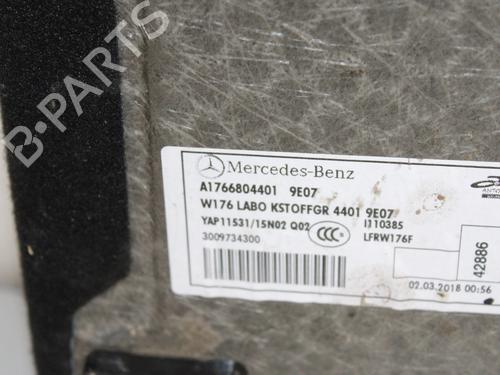 Mercedes-Benz
A1766804401 9E07
W176 LABO KSTOFFGR 4401 9E07
YAP11531/15N02 Q02 I110385
3009734300 LFRW176F
42886
02.03.2018 00:56
B-PARTS